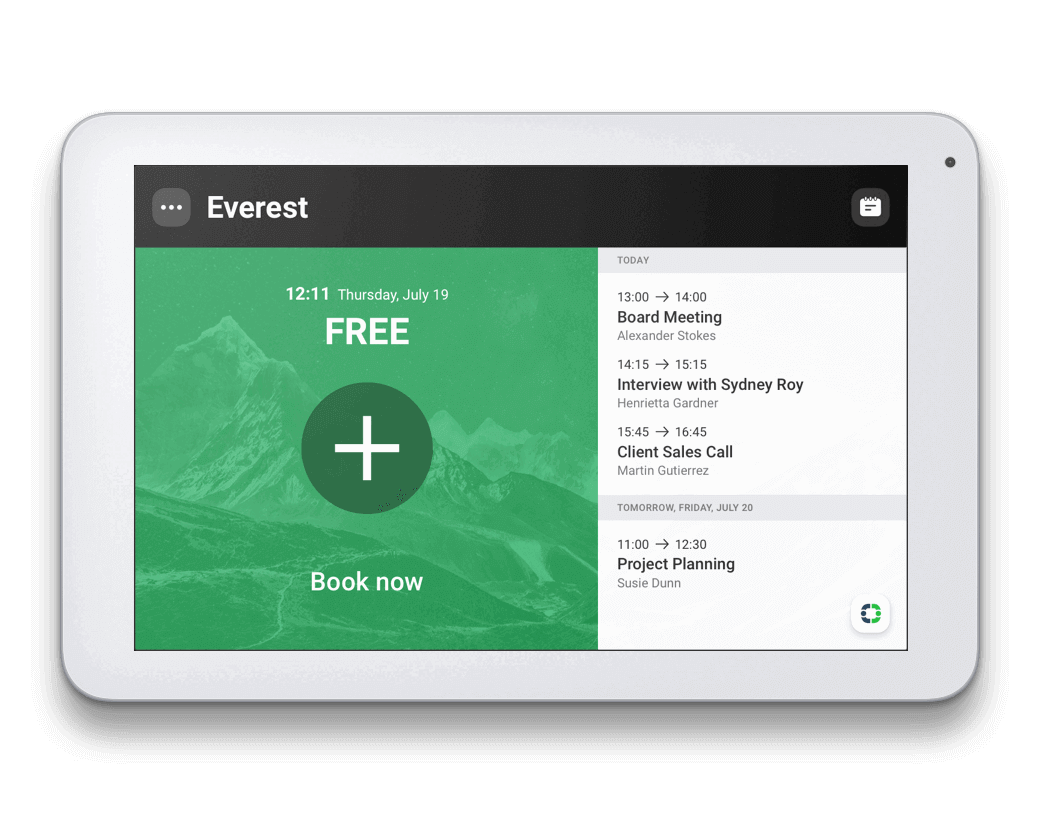 Everest
12:11 Thursday, July 19
FREE
Book now
TODAY
13:00 → 14:00
Board Meeting
Alexander Stokes
14:15 → 15:15
Interview with Sydney Roy
Henrietta Gardner
15:45 → 16:45
Client Sales Call
Martin Gutierrez
TOMORROW, FRIDAY, JULY 20
11:00 → 12:30
Project Planning
Susie Dunn